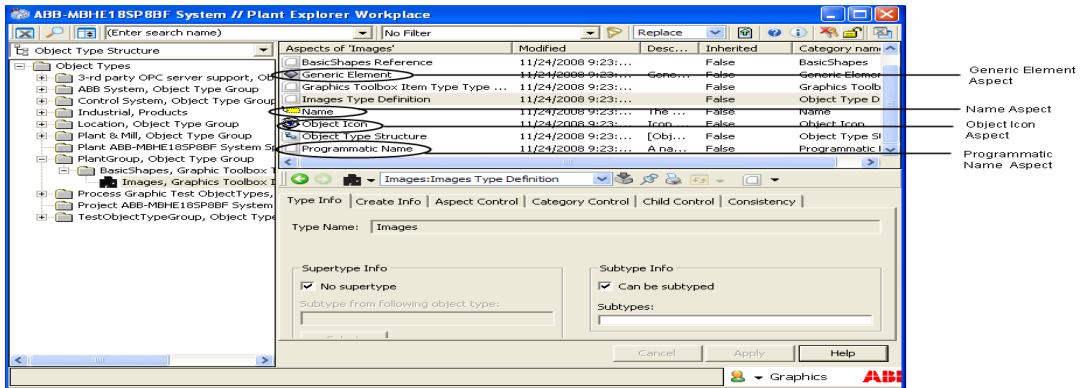 ABB-MBHE18SP8BF System // Plant Explorer Workplace
(Enter search name) No Filter Replace
Object Type Structure
Aspects of 'Images' Modified Desc... Inherited Category name
Object Types
3-rd party OPC server support, Ob
ABB System, Object Type Group
Control System, Object Type Group
Industrial, Products
Location, Object Type Group
Plant & Mill, Object Type Group
Plant ABB-MBHE18SP8BF System Sp
PlantGroup, Object Type Group
BasicShapes, Graphic Toolbox T
Images, Graphics Toolbox I
Process Graphic Test ObjectTypes,
Project ABB-MBHE18SP8BF System
TestObjectTypeGroup, Object Type
BasicShapes Reference 11/24/2008 9:23:... False BasicShapes
Generic Element 11/24/2008 9:23:... Gene... False Generic Elemen
Graphics Toolbox Item Type Type ... 11/24/2008 9:23:... False Graphics Toolb
Images Type Definition 11/24/2008 9:23:... False Object Type D
Name 11/24/2008 9:23:... The ... False Name
Object Icon 11/24/2008 9:23:... Icon ... False Object Icon
Object Type Structure 11/24/2008 9:23:... [Obj... False Object Type St
Programmatic Name 11/24/2008 9:23:... A na... False Programmatic
Images:Images Type Definition
Type Info Create Info Aspect Control Category Control Child Control Consistency
Type Name: Images
Supertype Info
No supertype
Subtype from following object type:
Subtype Info
Can be subtyped
Subtypes:
Cancel Apply Help
Graphics ABB
Generic Element
Aspect
Name Aspect
Object Icon
Aspect
Programmatic
Name Aspect